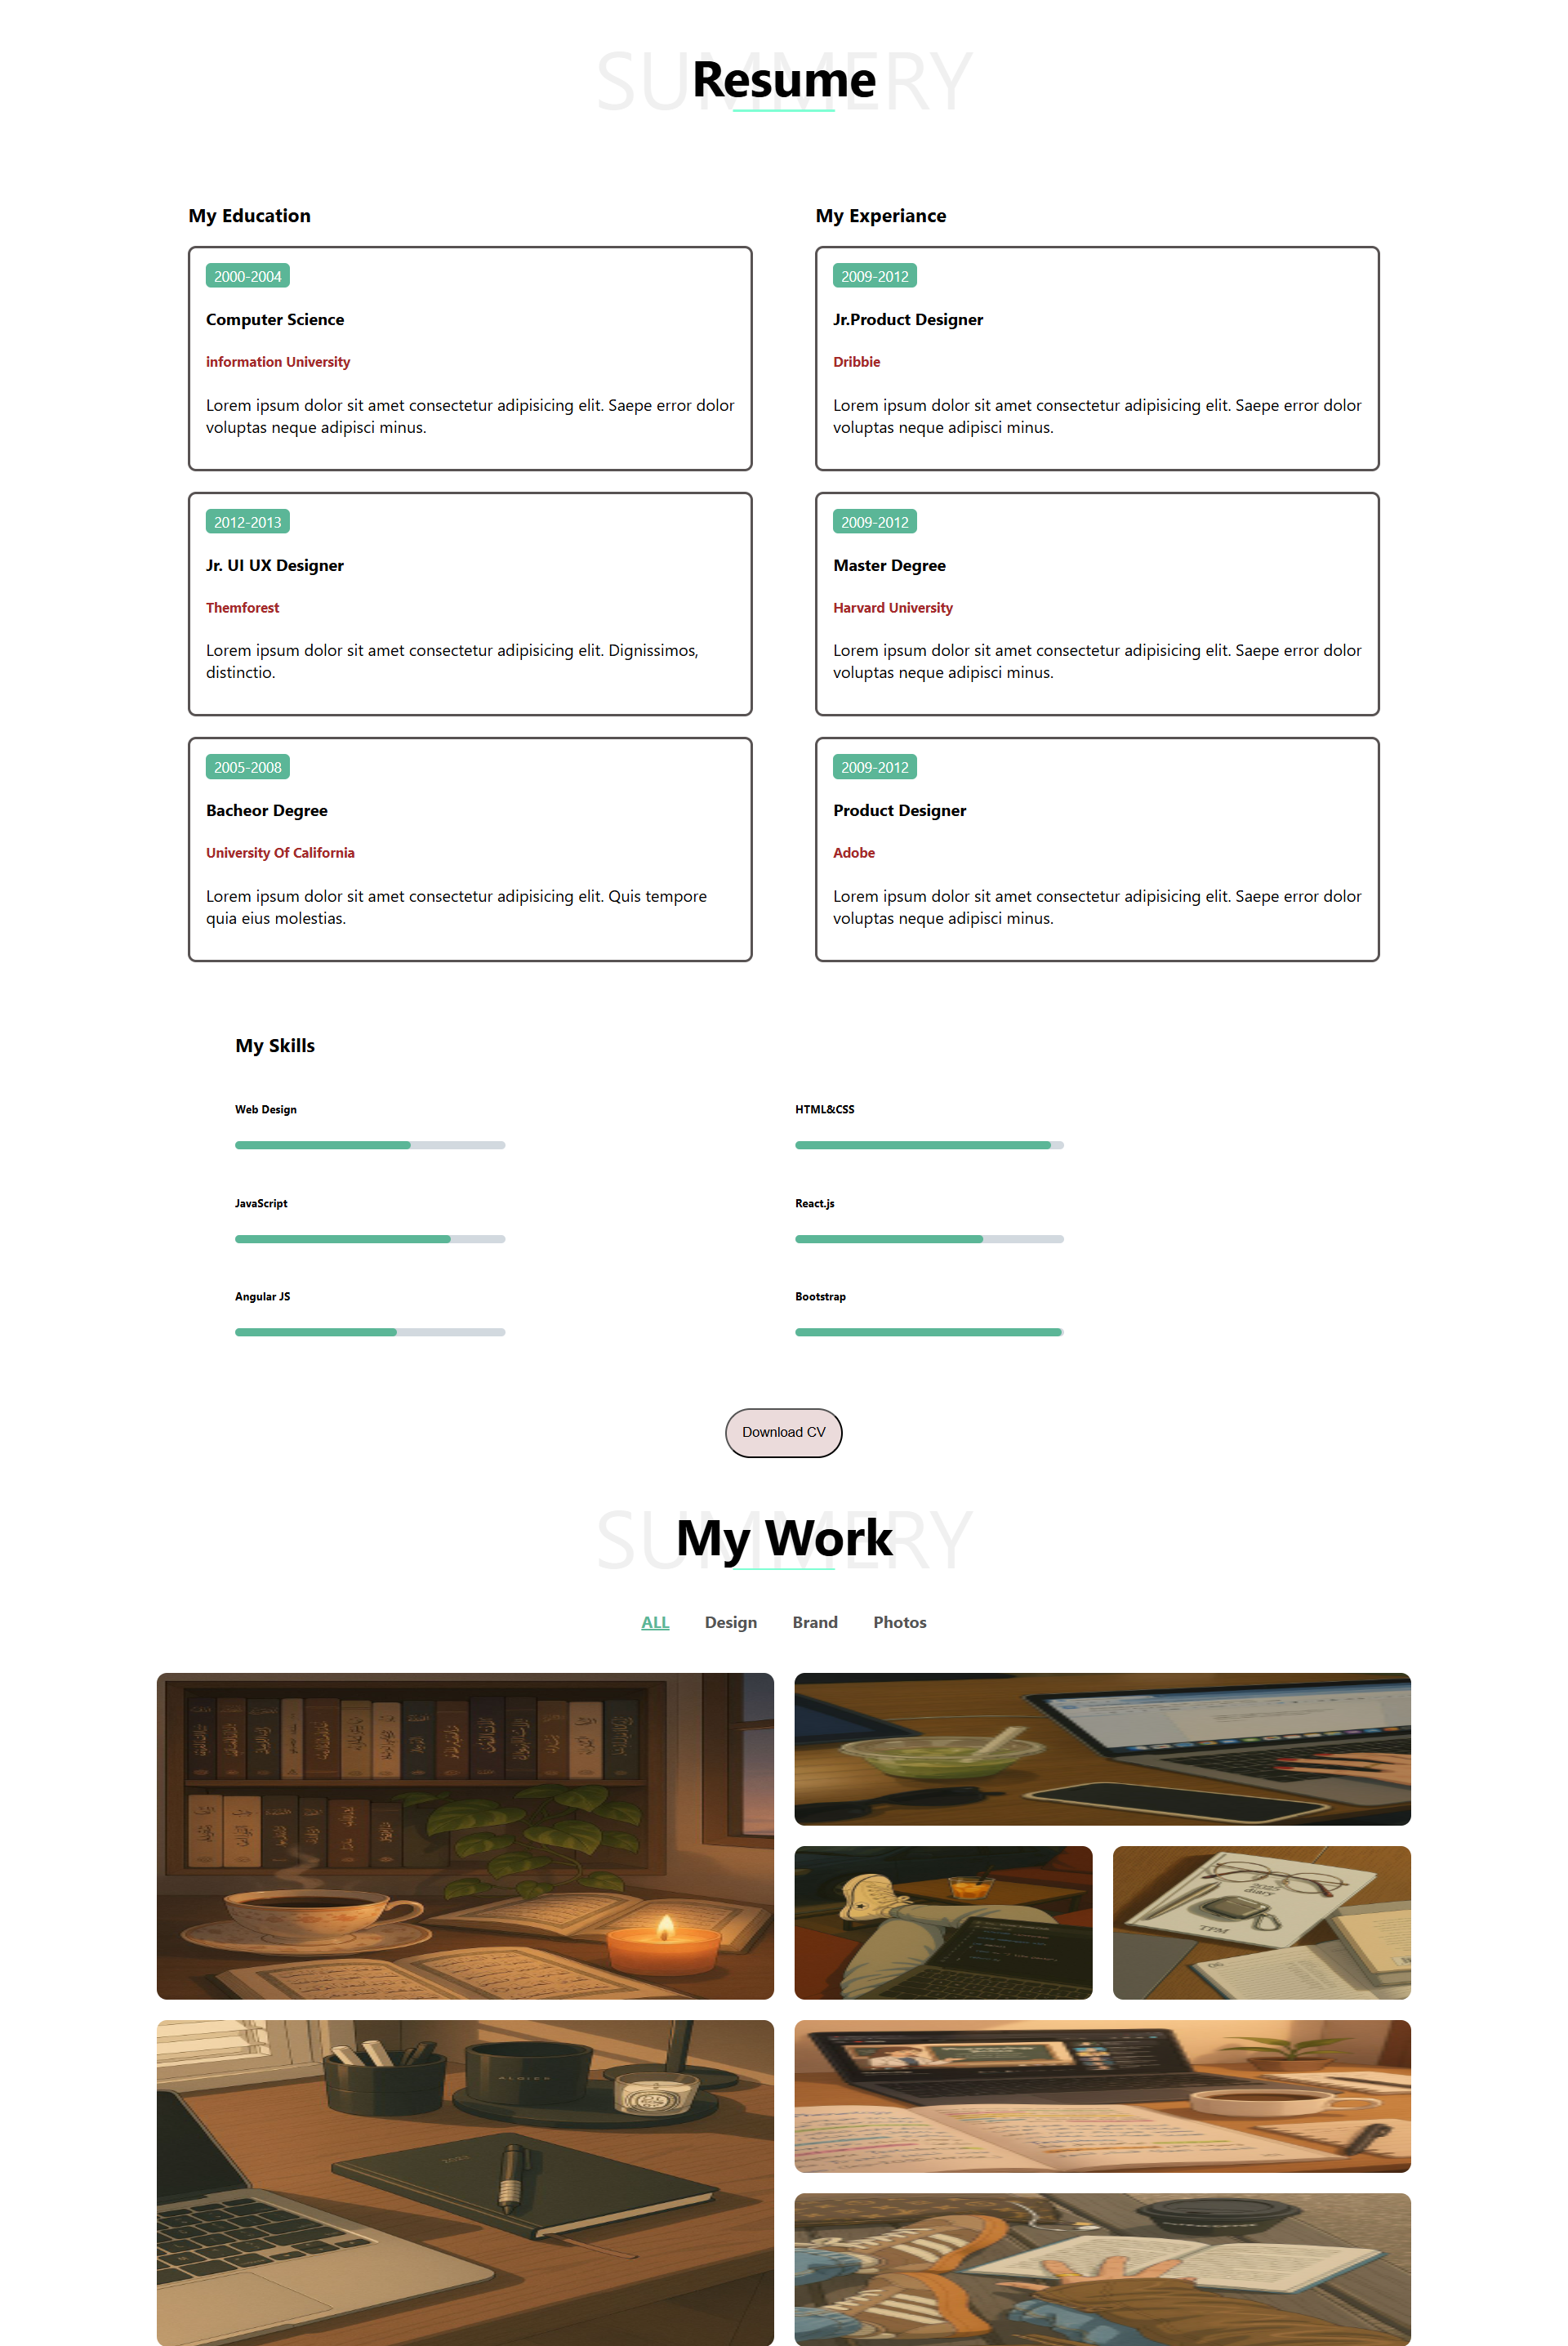 SUMMERY
Resume
My Education
2000-2004
Computer Science
information University
Lorem ipsum dolor sit amet consectetur adipisicing elit. Saepe error dolor
voluptas neque adipisci minus.
2012-2013
Jr. UI UX Designer
Themforest
Lorem ipsum dolor sit amet consectetur adipisicing elit. Dignissimos,
distinctio.
2005-2008
Bacheor Degree
University Of California
Lorem ipsum dolor sit amet consectetur adipisicing elit. Quis tempore
quia eius molestias.
My Experiance
2009-2012
Jr.Product Designer
Dribbie
Lorem ipsum dolor sit amet consectetur adipisicing elit. Saepe error dolor
voluptas neque adipisci minus.
2009-2012
Master Degree
Harvard University
Lorem ipsum dolor sit amet consectetur adipisicing elit. Saepe error dolor
voluptas neque adipisci minus.
2009-2012
Product Designer
Adobe
Lorem ipsum dolor sit amet consectetur adipisicing elit. Saepe error dolor
voluptas neque adipisci minus.
My Skills
Web Design
HTML&CSS
JavaScript
React.js
Angular JS
Bootstrap
Download CV
SUMMERY
My Work
ALL Design Brand Photos
2025
diary
TPM